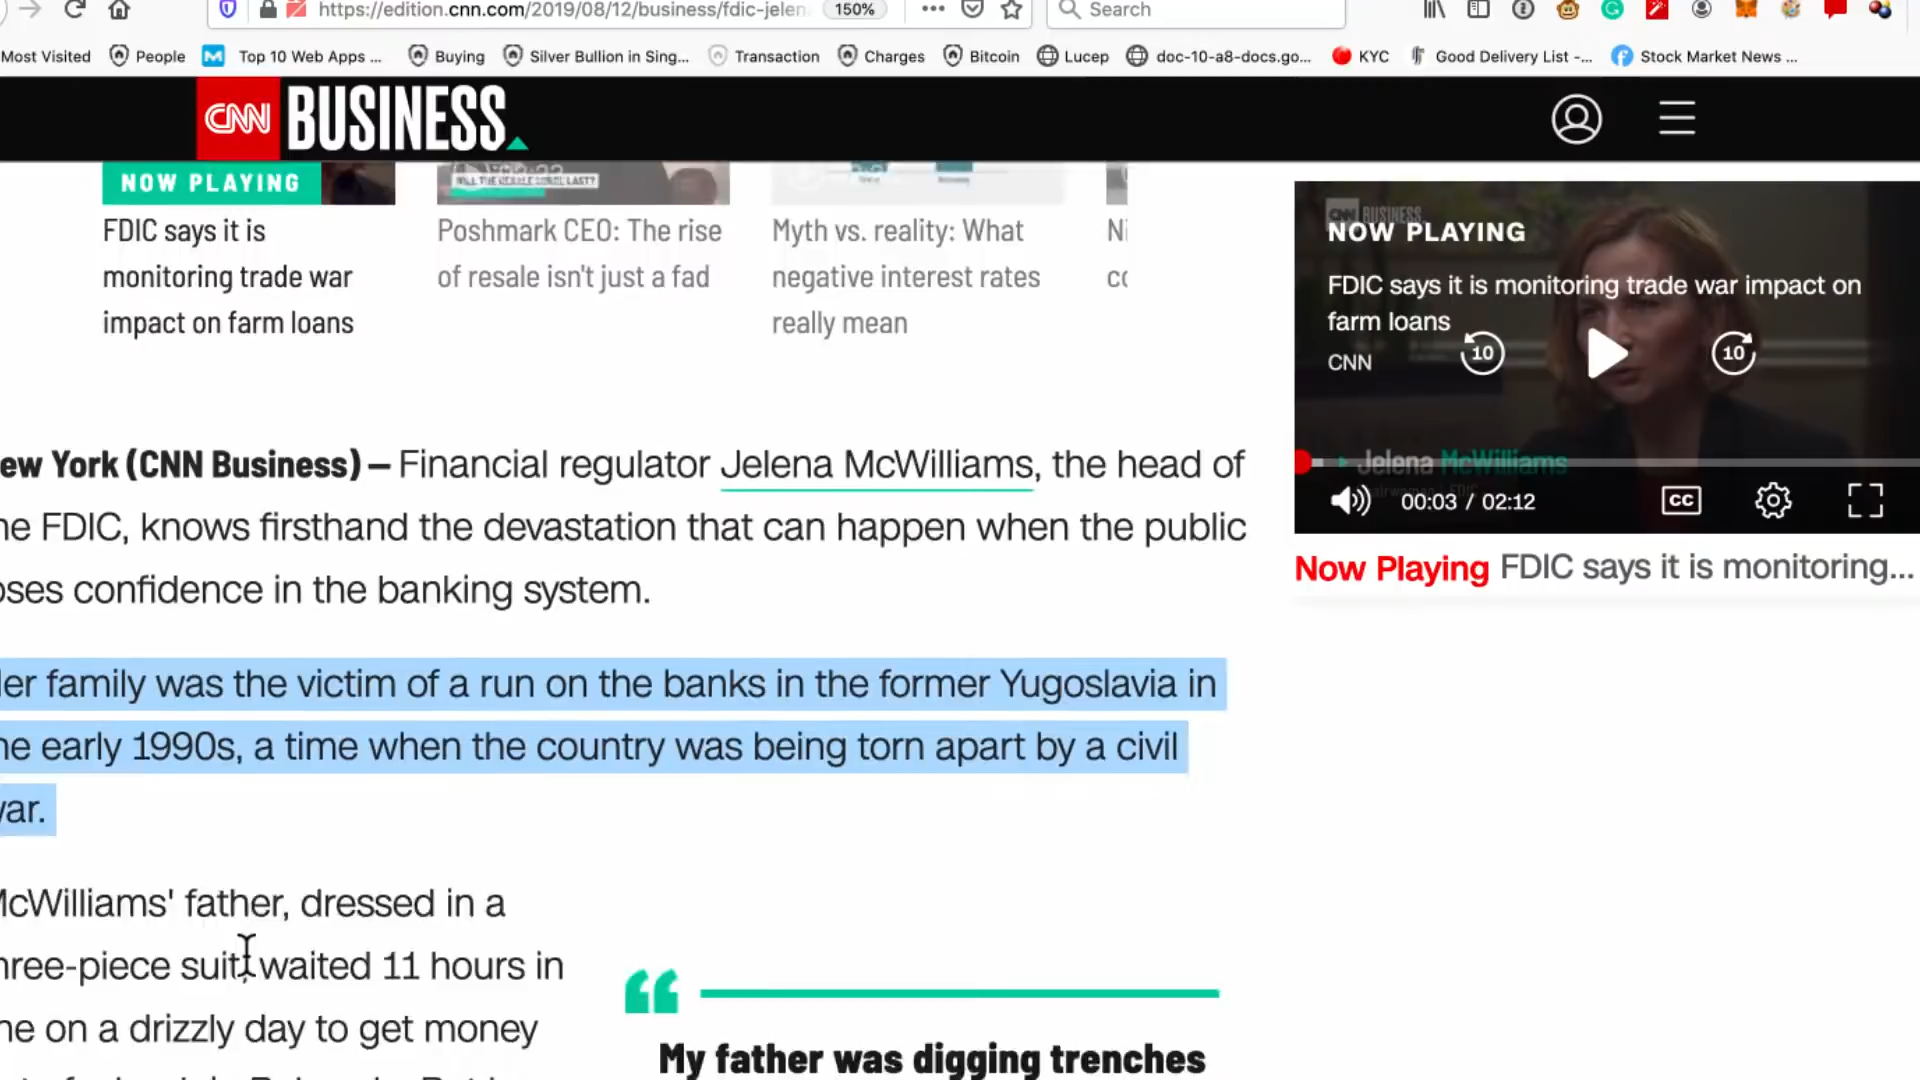 https://edition.cnn.com/2019/08/12/business/fdic-jelen
150%
Search
Most Visited
People
Top 10 Web Apps ...
Buying
Silver Bullion in Sing...
Transaction
Charges
Bitcoin
Lucep
doc-10-a8-docs.go...
KYC
Good Delivery List -...
Stock Market News ...
CNN BUSINESS
NOW PLAYING
FDIC says it is
monitoring trade war
impact on farm loans
Poshmark CEO: The rise
of resale isn't just a fad
Myth vs. reality: What
negative interest rates
really mean
Ni
cc
CNN BUSINESS
NOW PLAYING
FDIC says it is monitoring trade war impact on
farm loans
CNN
10
10
Jelena McWilliams
00:03 / 02:12
CC
Now Playing FDIC says it is monitoring...
ew York (CNN Business) — Financial regulator Jelena McWilliams, the head of
he FDIC, knows firsthand the devastation that can happen when the public
oses confidence in the banking system.
er family was the victim of a run on the banks in the former Yugoslavia in
he early 1990s, a time when the country was being torn apart by a civil
ar.
McWilliams' father, dressed in a
hree-piece suit, waited 11 hours in
ne on a drizzly day to get money
“
My father was digging trenches